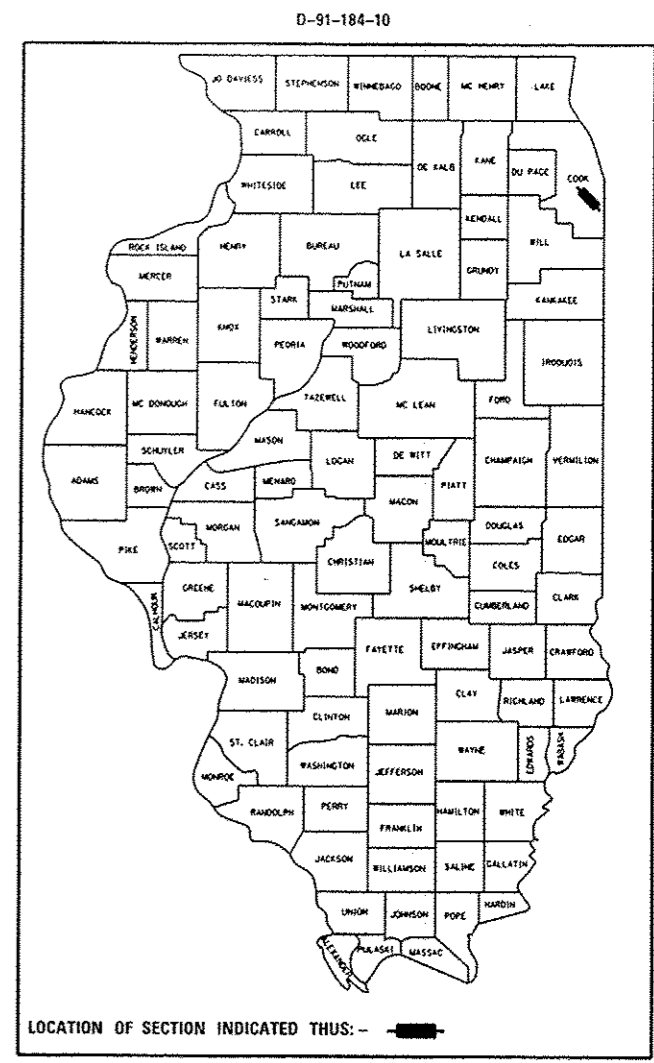 D-91-184-10
JO DAVIESS STEPHENSON WINNEBAGO BOONE MC HENRY LAKE
CARROLL OGLE
DE KALB KANE DU PAGE COOK
WHITESIDE LEE
KENDALL
ROCK ISLAND HENRY BUREAU LA SALLE WILL
MERCER PUTNAM GRUNDY
STARK MARSHALL KANKAKEE
HENDERSON WARREN KNOX PEORIA WOODFORD LIVINGSTON IROQUOIS
HANCOCK MC DONOUGH FULTON TAZEWELL MC LEAN FORD
MASON
SCHUYLER LOGAN DE WITT CHAMPAIGH VERMILION
ADAMS BROWN CASS MENARD PIATT
MACON
MORGAN SANGAMON DOUGLAS
PIKE SCOTT CHRISTIAN MOULTRIE EDGAR
COLES
CALHOUN GREENE MACOUPIN MONTGOMERY SHELBY CUMBERLAND CLARK
JERSEY
FAYETTE EFFINGHAM JASPER CRAWFORD
MADISON BOND
CLAY RICHLAND LAWRENCE
CLINTON MARION
ST. CLAIR WAYNE EDWARDS WABASH
MONROE WASHINGTON JEFFERSON
RANDOLPH PERRY HAMILTON WHITE
FRANKLIN
JACKSON WILLIAMSON SALINE GALLATIN
HARDIN
UNION JOHNSON POPE
ALEXANDER PULASKI MASSAC
LOCATION OF SECTION INDICATED THUS: -